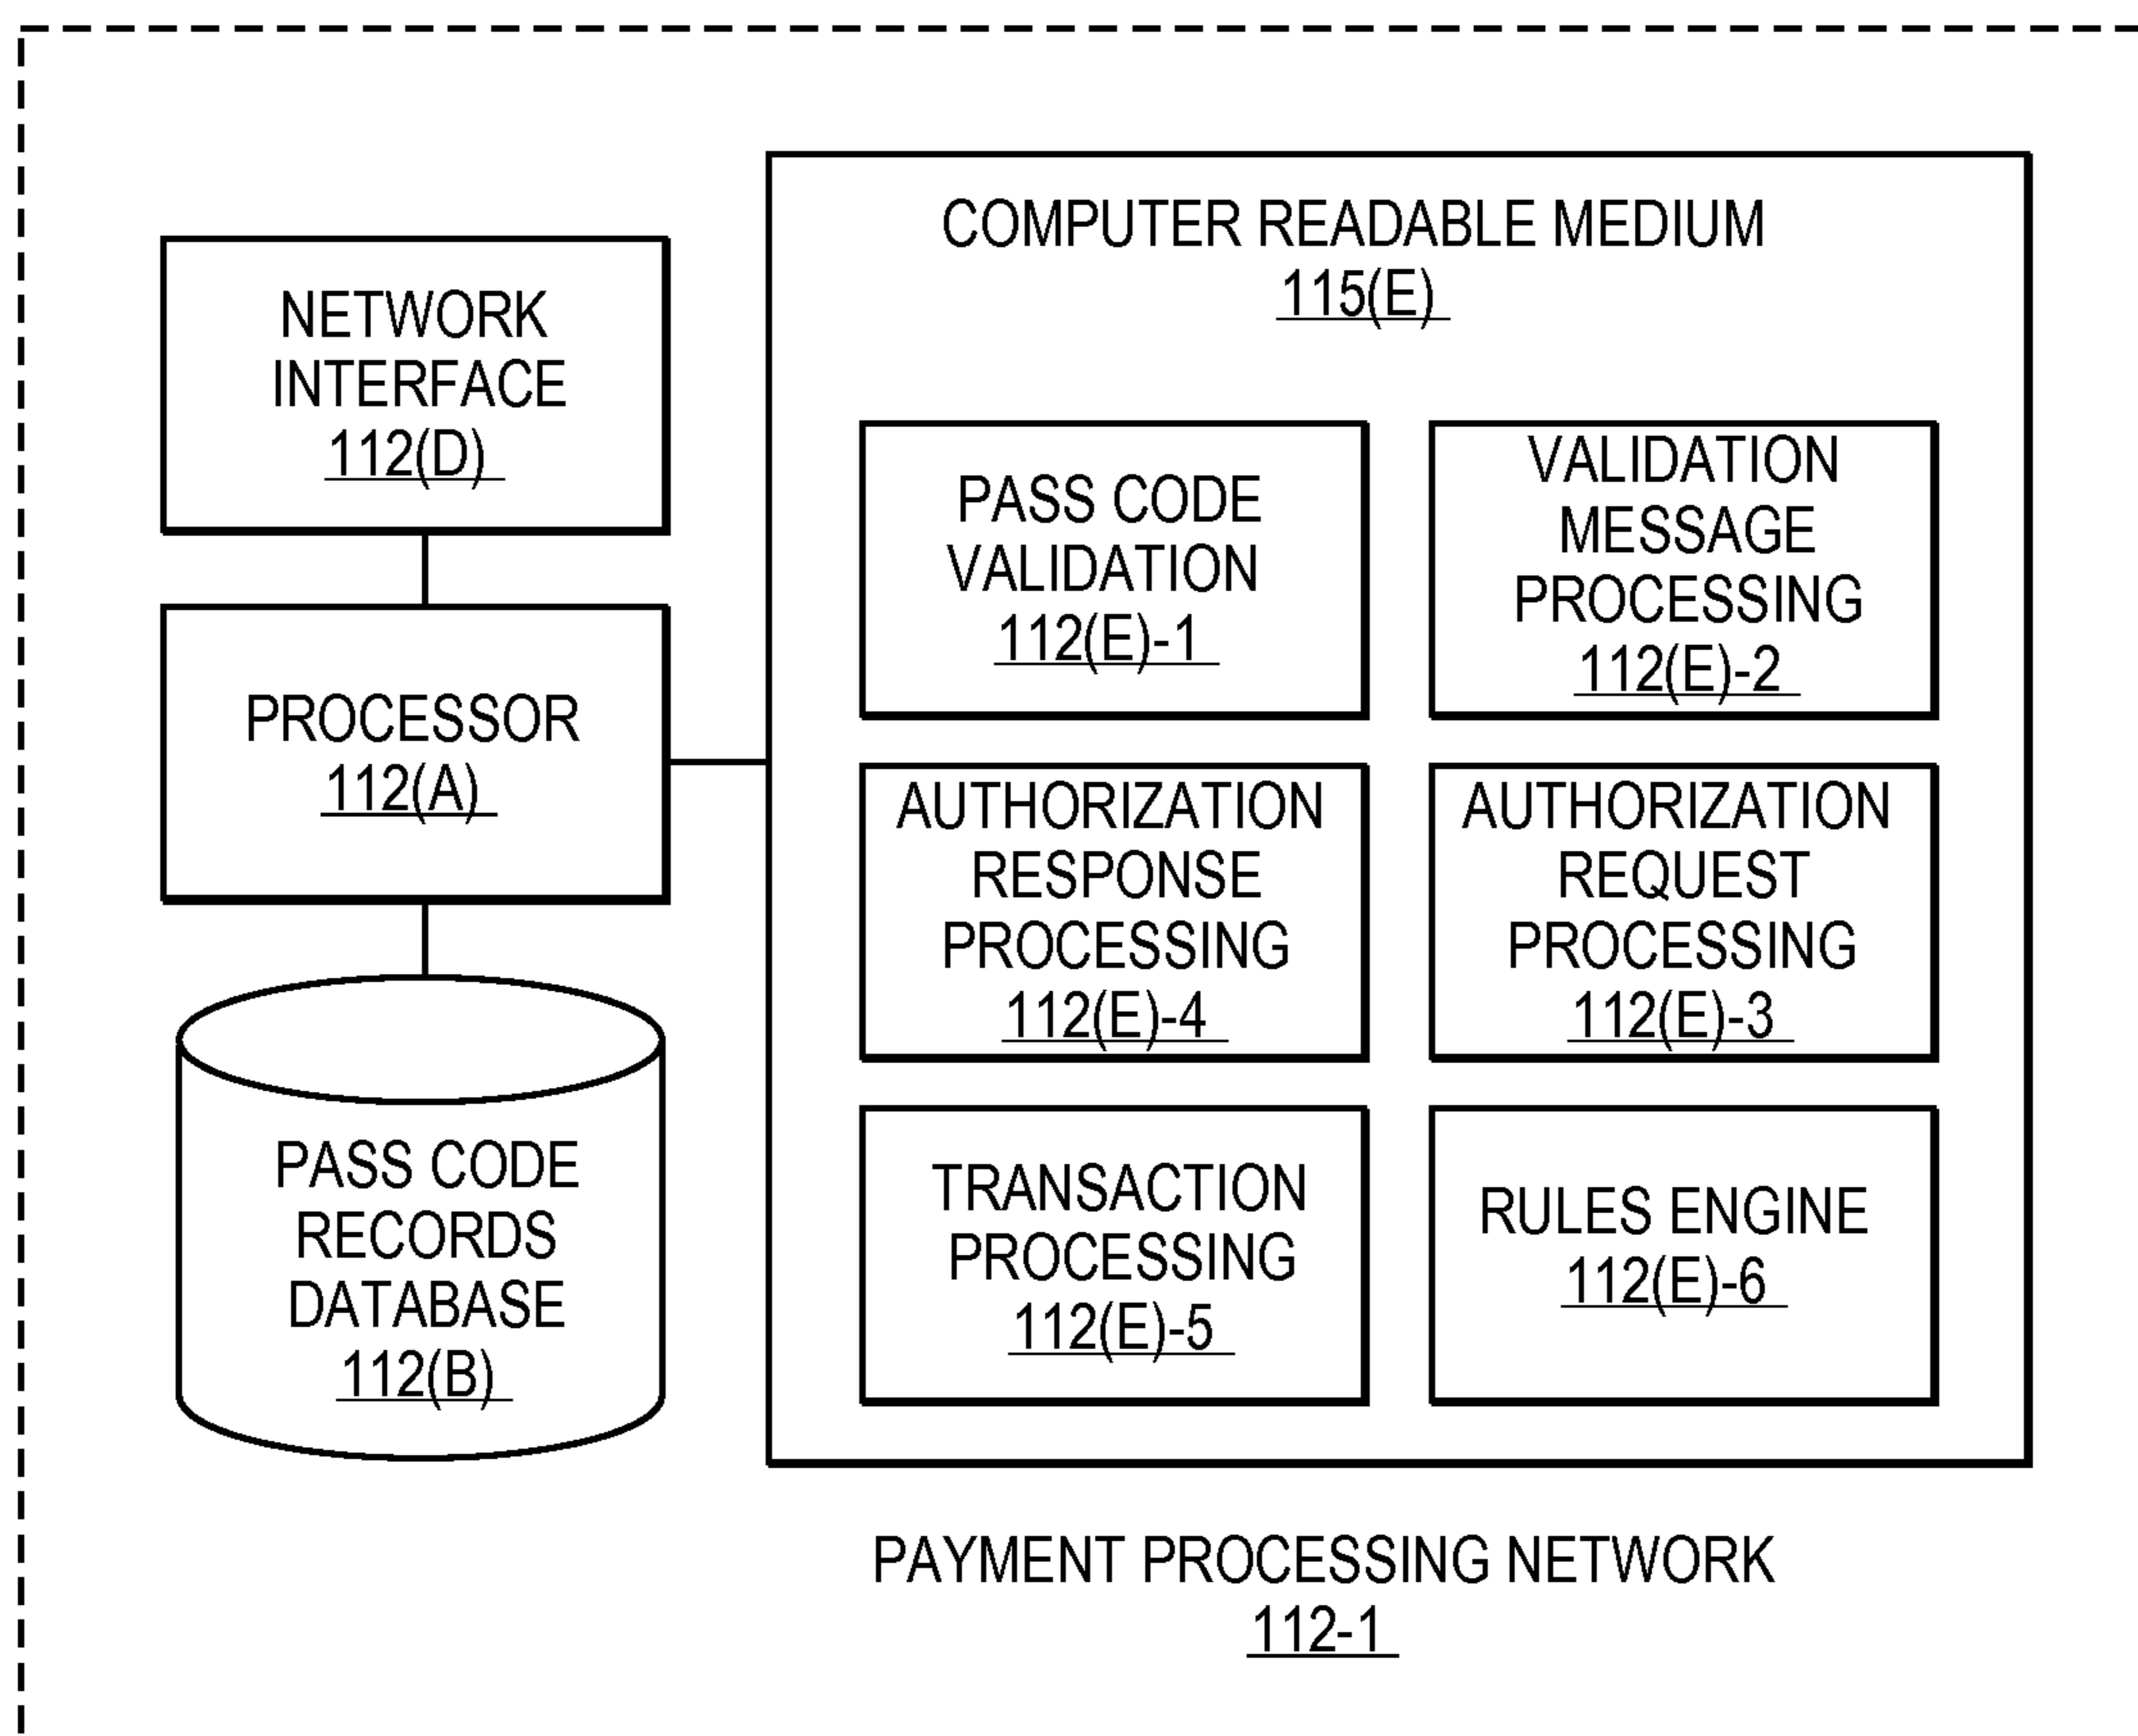 NETWORK
INTERFACE
112(D)
PROCESSOR
112(A)
PASS CODE
RECORDS
DATABASE
112(B)
COMPUTER READABLE MEDIUM
115(E)
PASS CODE
VALIDATION
112(E)-1
VALIDATION
MESSAGE
PROCESSING
112(E)-2
AUTHORIZATION
RESPONSE
PROCESSING
112(E)-4
AUTHORIZATION
REQUEST
PROCESSING
112(E)-3
TRANSACTION
PROCESSING
112(E)-5
RULES ENGINE
112(E)-6
PAYMENT PROCESSING NETWORK
112-1